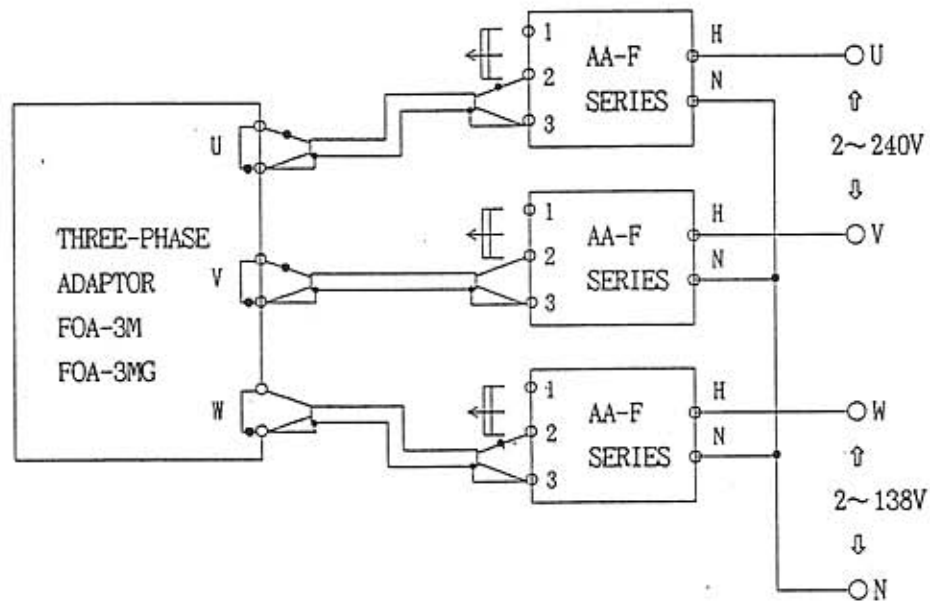 THREE-PHASE
ADAPTOR
FOA-3M
FOA-3MG
U
V
W
1
2
3
AA-F
SERIES
H
N
1
2
3
AA-F
SERIES
H
N
1
2
3
AA-F
SERIES
H
N
U
⇧
2~240V
⇩
V
W
⇧
2~138V
⇩
N